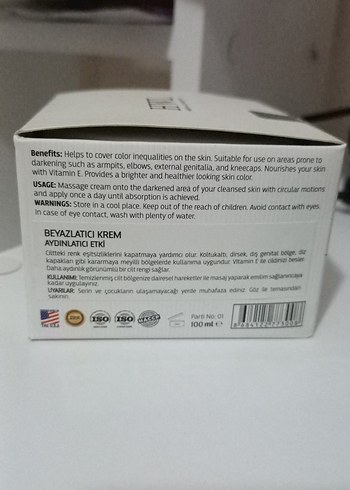 Benefits: Helps to cover color inequalities on the skin. Suitable for use on areas prone to
darkening such as armpits, elbows, external genitalia, and kneecaps. Nourishes your skin
with Vitamin E. Provides a brighter and healthier looking skin color.
USAGE: Massage cream onto the darkened area of your cleansed skin with circular motions
and apply once a day until absorption is achieved.
WARNINGS: Store in a cool place. Keep out of the reach of children. Avoid contact with eyes.
In case of eye contact, wash with plenty of water.
BEYAZLATICI KREM
AYDINLATICI ETKİ
Ciltteki renk eşitsizliklerini kapatmaya yardımcı olur. Koltukaltı, dirsek, dış genital bölge, diz
kapakları gibi kararmaya meyilli bölgelerde kullanıma uygundur. Vitamin E ile cildinizi besler.
Daha aydınlık görünümlü bir cilt rengi sağlar.
KULLANIMI: Temizlenmiş cilt bölgenize dairesel hareketler ile masaj yaparak emilim sağlanıncaya
kadar uygulayınız.
UYARILAR: Serin ve çocukların ulaşamayacağı yerde muhafaza ediniz. Göz ile temasından
sakının.
ISO ISO HACCP
Parti No: 01
100 ml e